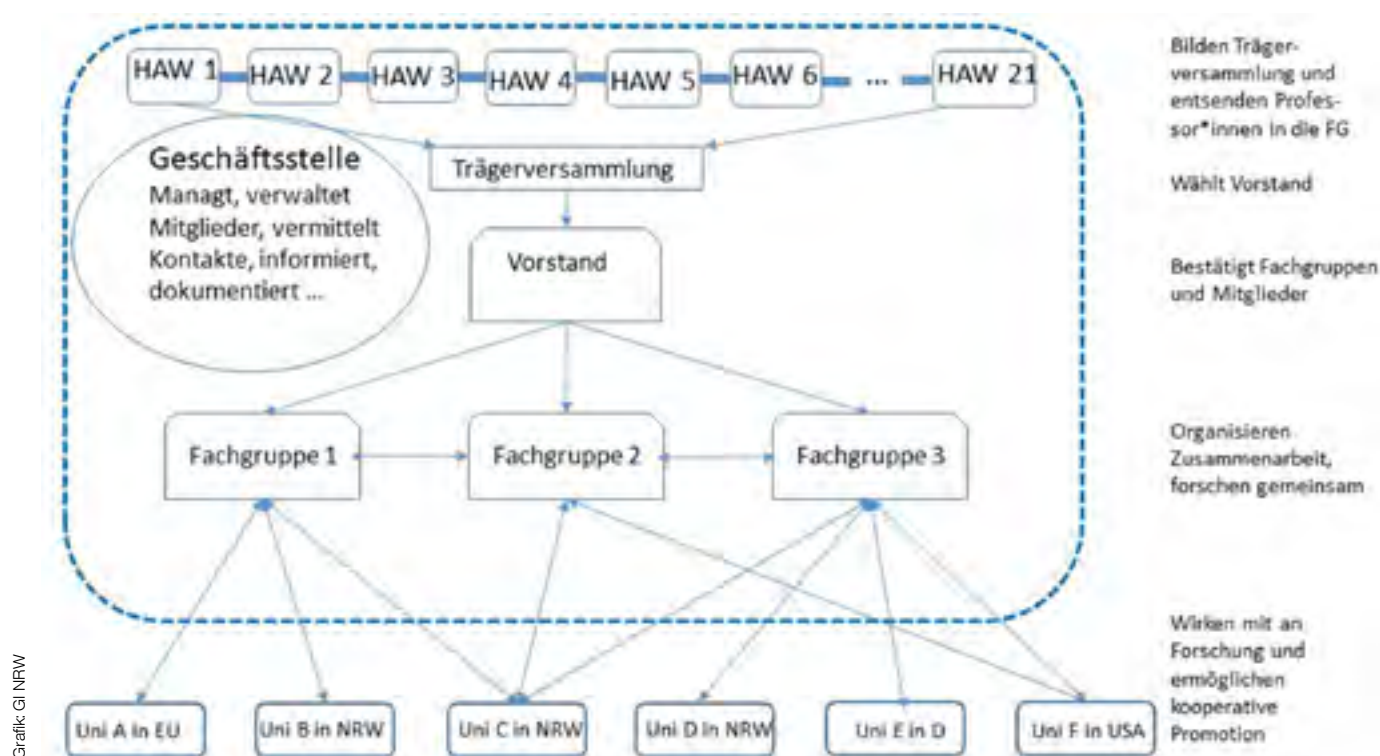 HAW 1
HAW 2
HAW 3
HAW 4
HAW 5
HAW 6
...
HAW 21
Bilden Träger-
versammlung und
entsenden Profes-
sor*innen in die FG
Geschäftsstelle
Managt, verwaltet
Mitglieder, vermittelt
Kontakte, informiert,
dokumentiert ...
Trägerversammlung
Wählt Vorstand
Vorstand
Bestätigt Fachgruppen
und Mitglieder
Fachgruppe 1
Fachgruppe 2
Fachgruppe 3
Organisieren
Zusammenarbeit,
forschen gemeinsam
Wirken mit an
Forschung und
ermöglichen
kooperative
Promotion
Uni A in EU
Uni B in NRW
Uni C in NRW
Uni D in NRW
Uni E in D
Uni F in USA
Grafik: GI NRW